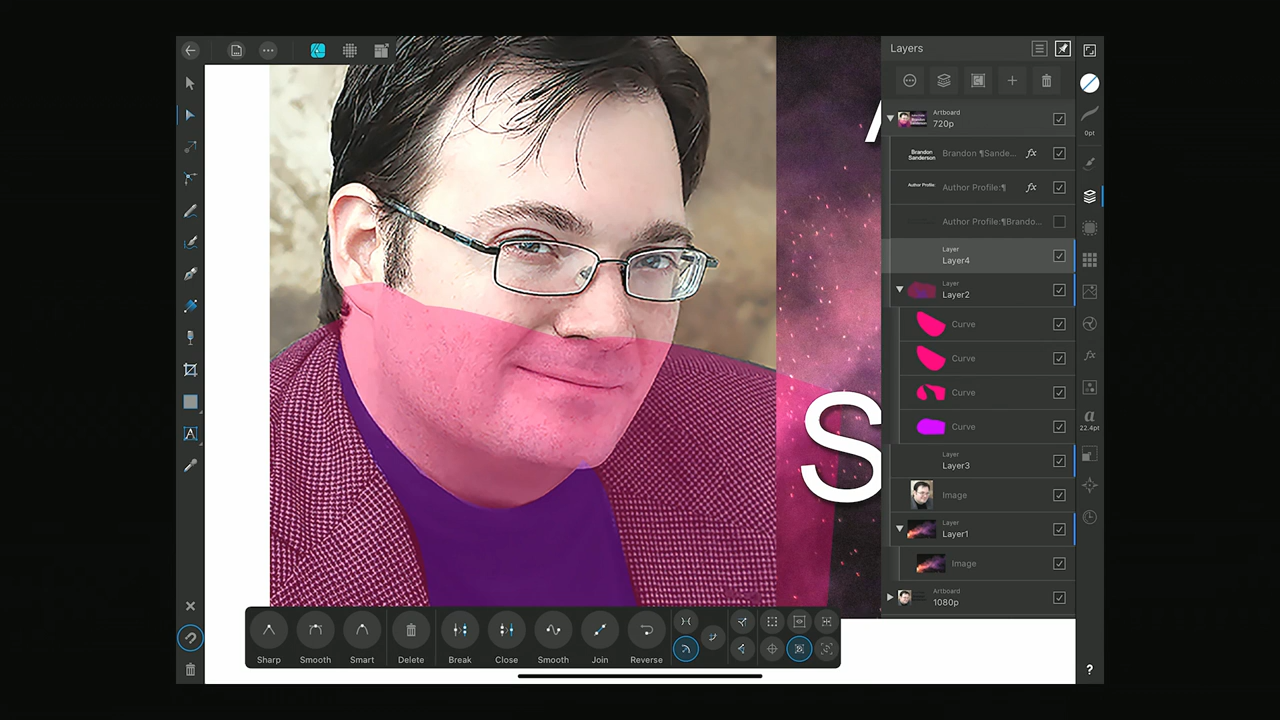 Layers
Artboard
720p
0pt
Brandon
Sanderson
Brandon ¶Sande...
fx
Author Profile:
Author Profile:¶
fx
Author Profile:¶Brando...
Layer
Layer4
Layer
Layer2
Curve
fx
Curve
Curve
a
22.4pt
Curve
S
Layer
Layer3
Image
Layer
Layer1
Image
Artboard
1080p
A
Sharp
Smooth
Smart
Delete
Break
Close
Smooth
Join
Reverse
?